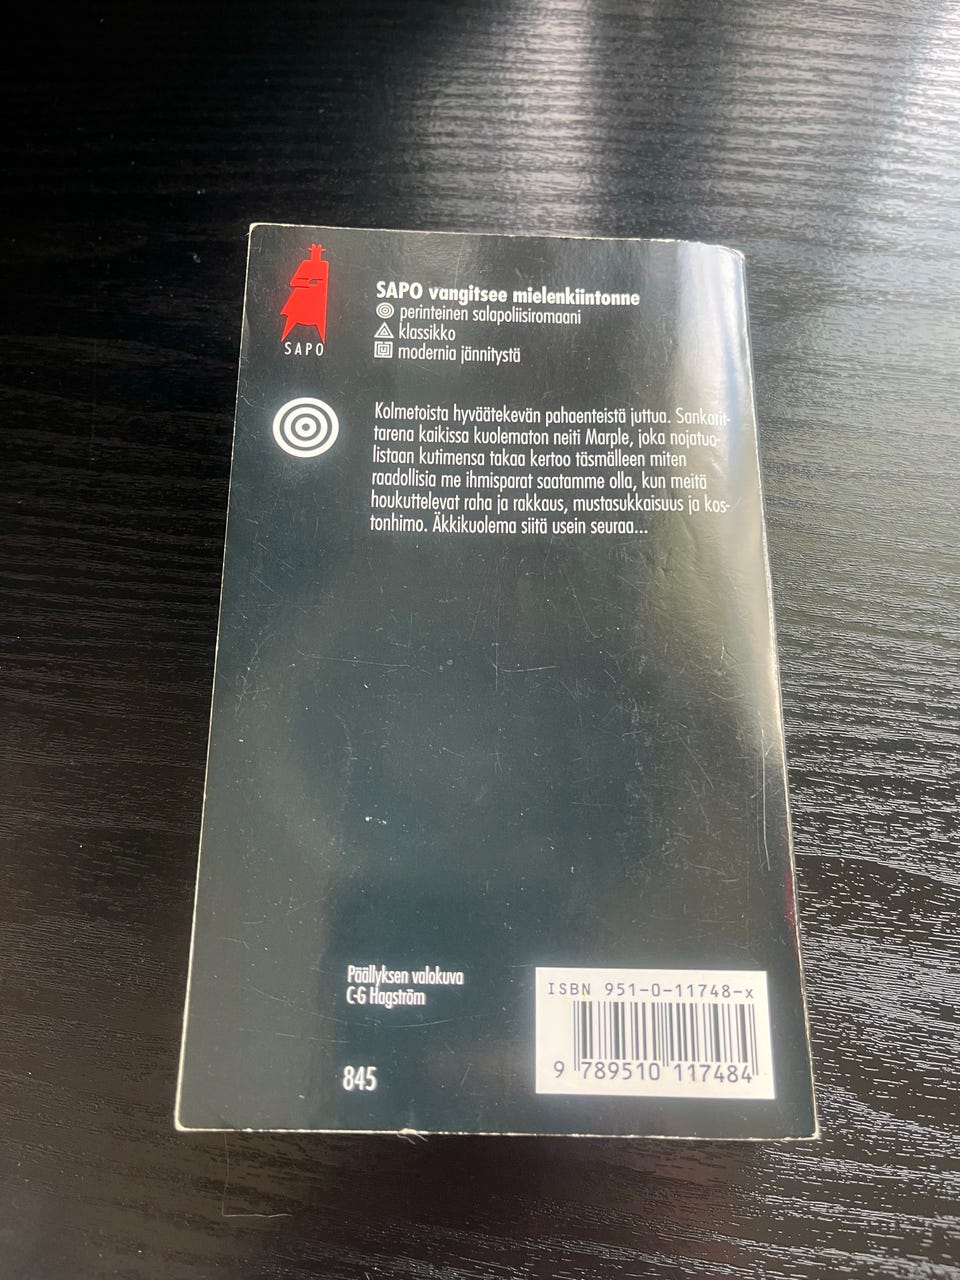 SAPO
SAPO vangitsee mielenkiintonne
perinteinen salapoliisiromaani
klassikko
modernia jännitystä
Kolmetoista hyväätekevän pahaenteistä juttua. Sankarit-
tarena kaikissa kuolematon neiti Marple, joka nojatuo-
listaan kutimensa takaa kertoo täsmälleen miten
raadollisia me ihmisparat saatamme olla, kun meitä
houkuttelevat raha ja rakkaus, mustasukkaisuus ja kos-
tonhimo. Äkkikuolema siitä usein seuraa...
Päällyksen valokuva
C-G Hagström
845
ISBN 951-0-11748-x
9 789510 117484